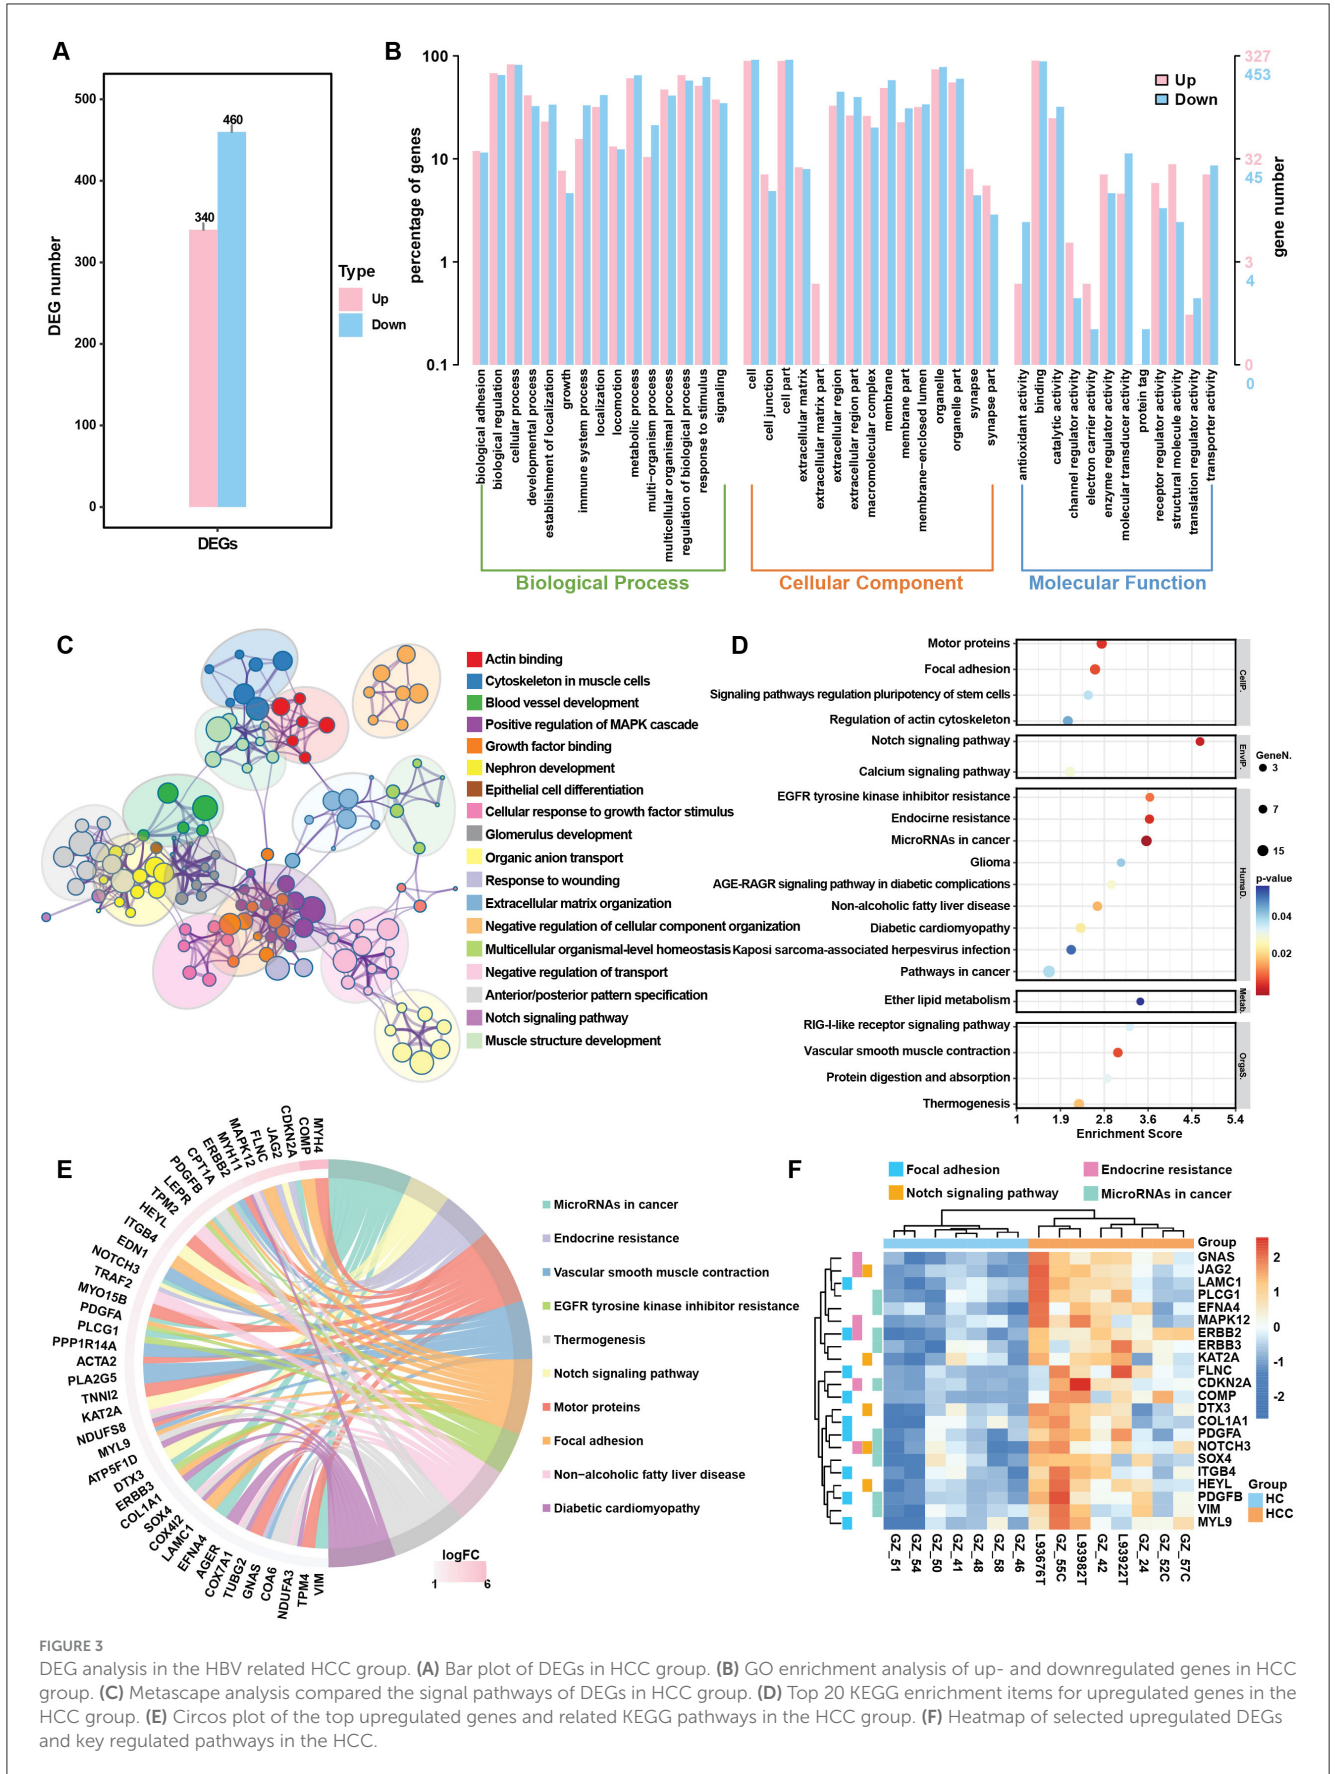 A
DEG number
500
400
300
200
100
0
460
340
DEGs
Type
Up
Down
B
percentage of genes
100
10
1
0.1
327
453
32
45
3
4
0
0
gene number
Up
Down
biological adhesion
biological regulation
cellular process
developmental process
establishment of localization
growth
immune system process
localization
locomotion
metabolic process
multi-organism process
multicellular organismal process
regulation of biological process
response to stimulus
signaling
cell
cell junction
cell part
extracellular matrix
extracellular matrix part
extracellular region
extracellular region part
macromolecular complex
membrane
membrane part
membrane-enclosed lumen
organelle
organelle part
synapse
synapse part
antioxidant activity
binding
catalytic activity
channel regulator activity
electron carrier activity
enzyme regulator activity
molecular transducer activity
protein tag
receptor regulator activity
structural molecule activity
translation regulator activity
transporter activity
Biological Process
Cellular Component
Molecular Function
C
Actin binding
Cytoskeleton in muscle cells
Blood vessel development
Positive regulation of MAPK cascade
Growth factor binding
Nephron development
Epithelial cell differentiation
Cellular response to growth factor stimulus
Glomerulus development
Organic anion transport
Response to wounding
Extracellular matrix organization
Negative regulation of cellular component organization
Multicellular organismal-level homeostasis
Negative regulation of transport
Anterior/posterior pattern specification
Notch signaling pathway
Muscle structure development
D
Motor proteins
Focal adhesion
Signaling pathways regulation pluripotency of stem cells
Regulation of actin cytoskeleton
Notch signaling pathway
Calcium signaling pathway
EGFR tyrosine kinase inhibitor resistance
Endocirne resistance
MicroRNAs in cancer
Glioma
AGE-RAGR signaling pathway in diabetic complications
Non-alcoholic fatty liver disease
Diabetic cardiomyopathy
Kaposi sarcoma-associated herpesvirus infection
Pathways in cancer
Ether lipid metabolism
RIG-I-like receptor signaling pathway
Vascular smooth muscle contraction
Protein digestion and absorption
Thermogenesis
CellP.
EnvIP.
HumaD.
Metab.
OrgaS.
1 1.9 2.8 3.6 4.5 5.4
Enrichment Score
GeneN.
3
7
15
p-value
0.04
0.02
E
MYH4
COMP
CDKN2A
JAG2
FLNC
MAPK12
MYH11
ERBB2
CPT1A
PDGFB
LEPR
TPM2
HEYL
ITGB4
EDN1
NOTCH3
TRAF2
MYO15B
PDGFA
PLCG1
PPP1R14A
ACTA2
PLA2G5
TNNI2
KAT2A
NDUFS8
MYL9
ATP5F1D
DTX3
ERBB3
COL1A1
SOX4
COX4I2
LAMC1
EFNA4
AGER
COX7A1
TUBG2
GNAS
COA6
NDUFA3
TPM4
VIM
MicroRNAs in cancer
Endocrine resistance
Vascular smooth muscle contraction
EGFR tyrosine kinase inhibitor resistance
Thermogenesis
Notch signaling pathway
Motor proteins
Focal adhesion
Non-alcoholic fatty liver disease
Diabetic cardiomyopathy
logFC
1 6
F
Focal adhesion
Notch signaling pathway
Endocrine resistance
MicroRNAs in cancer
Group
GNAS
JAG2
LAMC1
PLCG1
EFNA4
MAPK12
ERBB2
ERBB3
KAT2A
FLNC
CDKN2A
COMP
DTX3
COL1A1
PDGFA
NOTCH3
SOX4
ITGB4
HEYL
PDGFB
VIM
MYL9
2
1
0
-1
-2
Group
HC
HCC
GZ_51
GZ_54
GZ_50
GZ_41
GZ_48
GZ_58
GZ_46
L93676T
GZ_55C
L93982T
GZ_42
L93922T
GZ_24
GZ_52C
GZ_57C
FIGURE 3
DEG analysis in the HBV related HCC group. (A) Bar plot of DEGs in HCC group. (B) GO enrichment analysis of up- and downregulated genes in HCC
group. (C) Metascape analysis compared the signal pathways of DEGs in HCC group. (D) Top 20 KEGG enrichment items for upregulated genes in the
HCC group. (E) Circos plot of the top upregulated genes and related KEGG pathways in the HCC group. (F) Heatmap of selected upregulated DEGs
and key regulated pathways in the HCC.